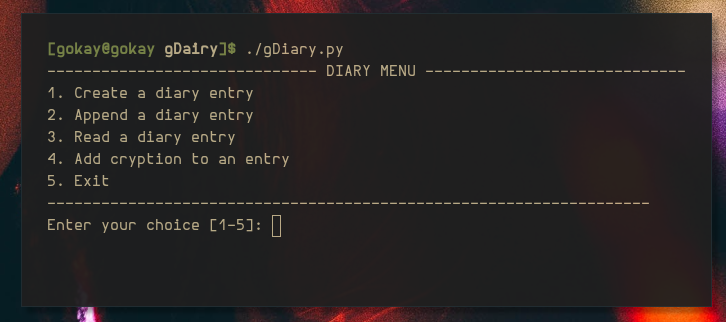 [gokay@gokay gDairy]$ ./gDiary.py
------------------------------ DIARY MENU -----------------------------
1. Create a diary entry
2. Append a diary entry
3. Read a diary entry
4. Add cryption to an entry
5. Exit
-------------------------------------------------------------------
Enter your choice [1-5]: